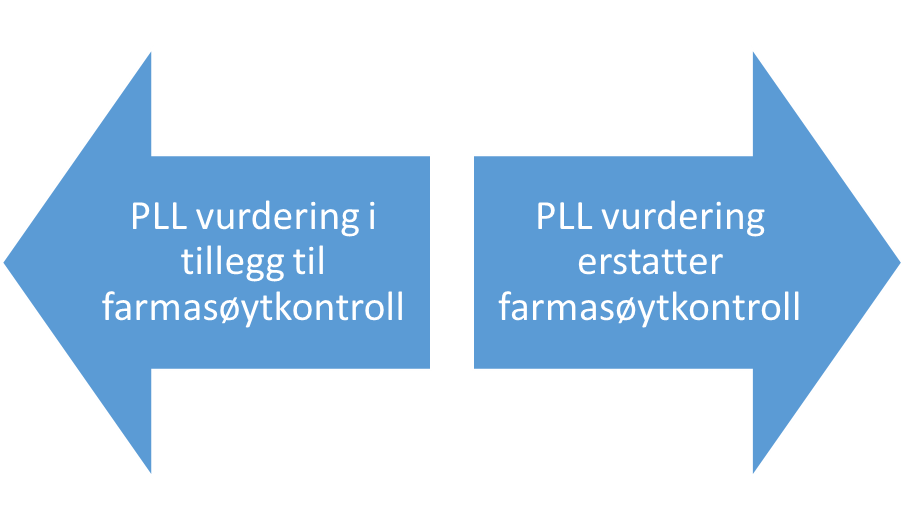 PLL vurdering i
tillegg til
farmasøytkontroll
PLL vurdering
erstatter
farmasøytkontroll